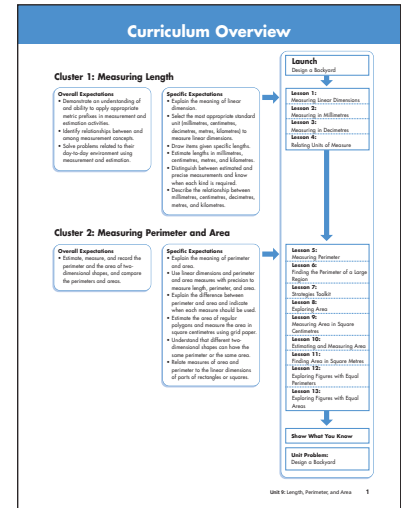 Curriculum Overview
Launch
Design a Backyard
Cluster 1: Measuring Length
Overall Expectations
• Demonstrate an understanding of
and ability to apply appropriate
metric prefixes in measurement and
estimation activities.
• Identify relationships between and
among measurement concepts.
• Solve problems related to their
day-to-day environment using
measurement and estimation.
Specific Expectations
• Explain the meaning of linear
dimension.
• Select the most appropriate standard
unit (millimetres, centimetres,
decimetres, metres, kilometres) to
measure linear dimensions.
• Draw items given specific lengths.
• Estimate lengths in millimetres,
centimetres, metres, and kilometres.
• Distinguish between estimated and
precise measurements and know
when each kind is required.
• Describe the relationship between
millimetres, centimetres, decimetres,
metres, and kilometres.
Lesson 1:
Measuring Linear Dimensions
Lesson 2:
Measuring in Millimetres
Lesson 3:
Measuring in Decimetres
Lesson 4:
Relating Units of Measure
Cluster 2: Measuring Perimeter and Area
Overall Expectations
• Estimate, measure, and record the
perimeter and the area of two-
dimensional shapes, and compare
the perimeters and areas.
Specific Expectations
• Explain the meaning of perimeter
and area.
• Use linear dimensions and perimeter
and area measures with precision to
measure length, perimeter, and area.
• Explain the difference between
perimeter and area and indicate
when each measure should be used.
• Estimate the area of regular
polygons and measure the area in
square centimetres using grid paper.
• Understand that different two-
dimensional shapes can have the
same perimeter or the same area.
• Relate measures of area and
perimeter to the linear dimensions
of parts of rectangles or squares.
Lesson 5:
Measuring Perimeter
Lesson 6:
Finding the Perimeter of a Large
Region
Lesson 7:
Strategies Toolkit
Lesson 8:
Exploring Area
Lesson 9:
Measuring Area in Square
Centimetres
Lesson 10:
Estimating and Measuring Area
Lesson 11:
Finding Area in Square Metres
Lesson 12:
Exploring Figures with Equal
Perimeters
Lesson 13:
Exploring Figures with Equal
Areas
Show What You Know
Unit Problem:
Design a Backyard
Unit 9: Length, Perimeter, and Area 1